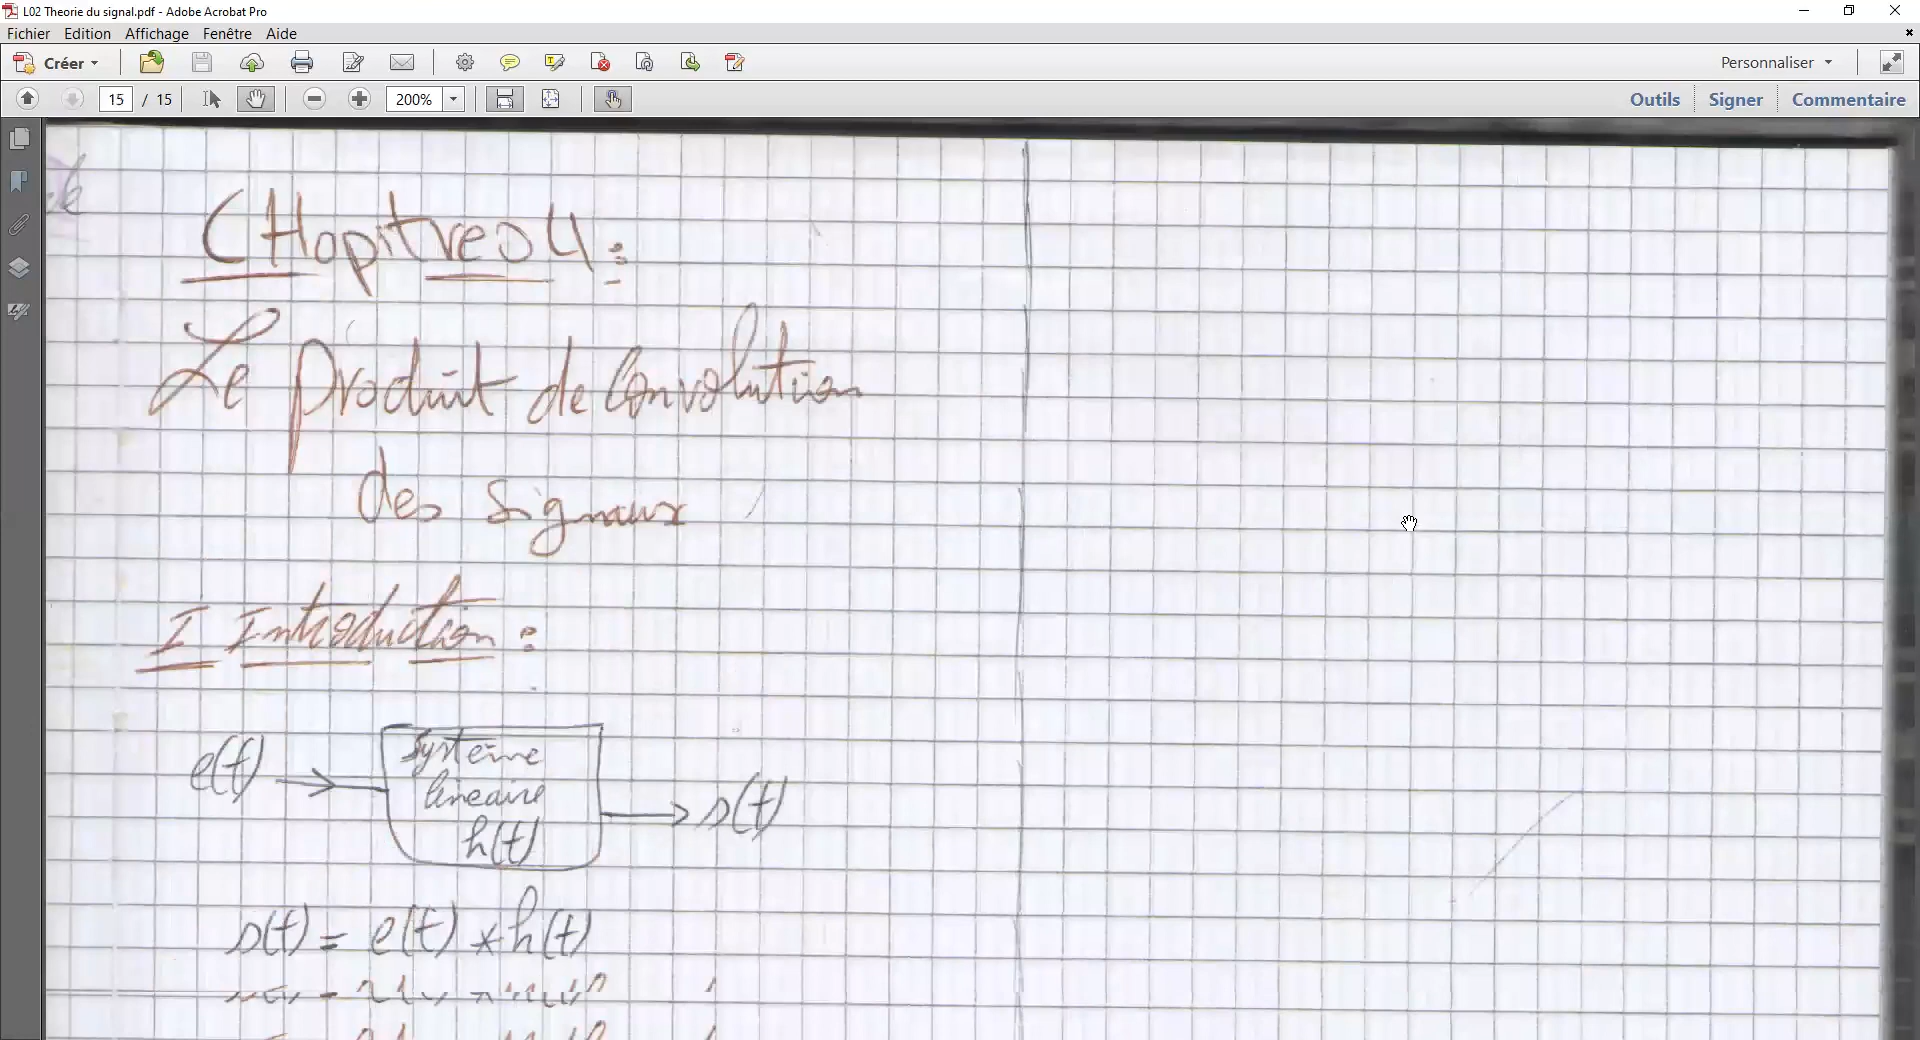 L02 Theorie du signal.pdf - Adobe Acrobat Pro
Fichier Edition Affichage Fenêtre Aide
Créer
Personnaliser
15 / 15
200%
Outils Signer Commentaire
CHapitre 04:
Le produit de Convolution
des signaux
I Introduction :
e(t)
Système
linéaire
h(t)
s(t)
s(t) = e(t) * h(t)